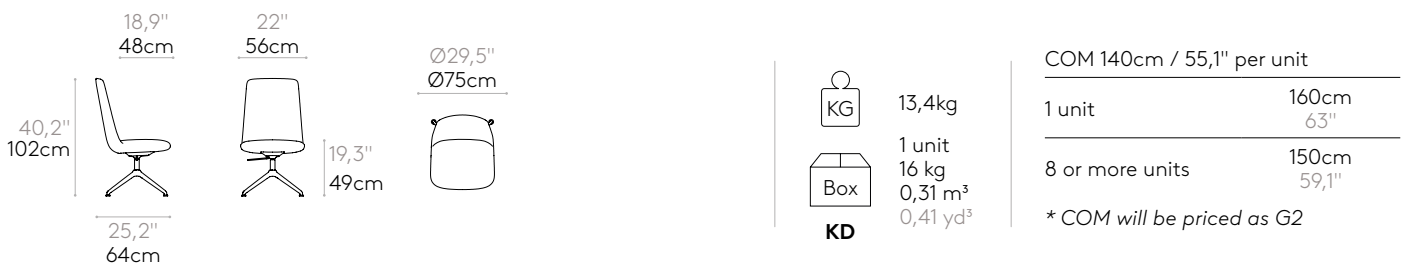 18,9"
48cm
22"
56cm
Ø29,5"
Ø75cm
40,2"
102cm
19,3"
49cm
25,2"
64cm
KG
13,4kg
Box
KD
1 unit
16 kg
0,31 m³
0,41 yd³
COM 140cm / 55,1" per unit
1 unit
160cm
63"
8 or more units
150cm
59,1"
* COM will be priced as G2